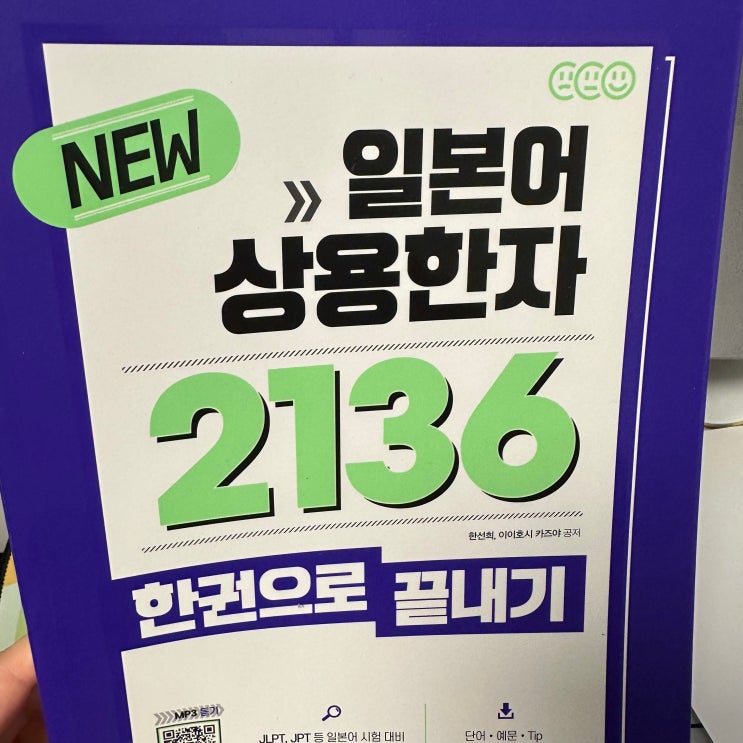 NEW
일본어
상용한자
2136
한선희, 이이호시 카즈야 공저
한권으로 끝내기
MP3 듣기
JLPT, JPT 등 일본어 시험 대비
단어・예문・Tip